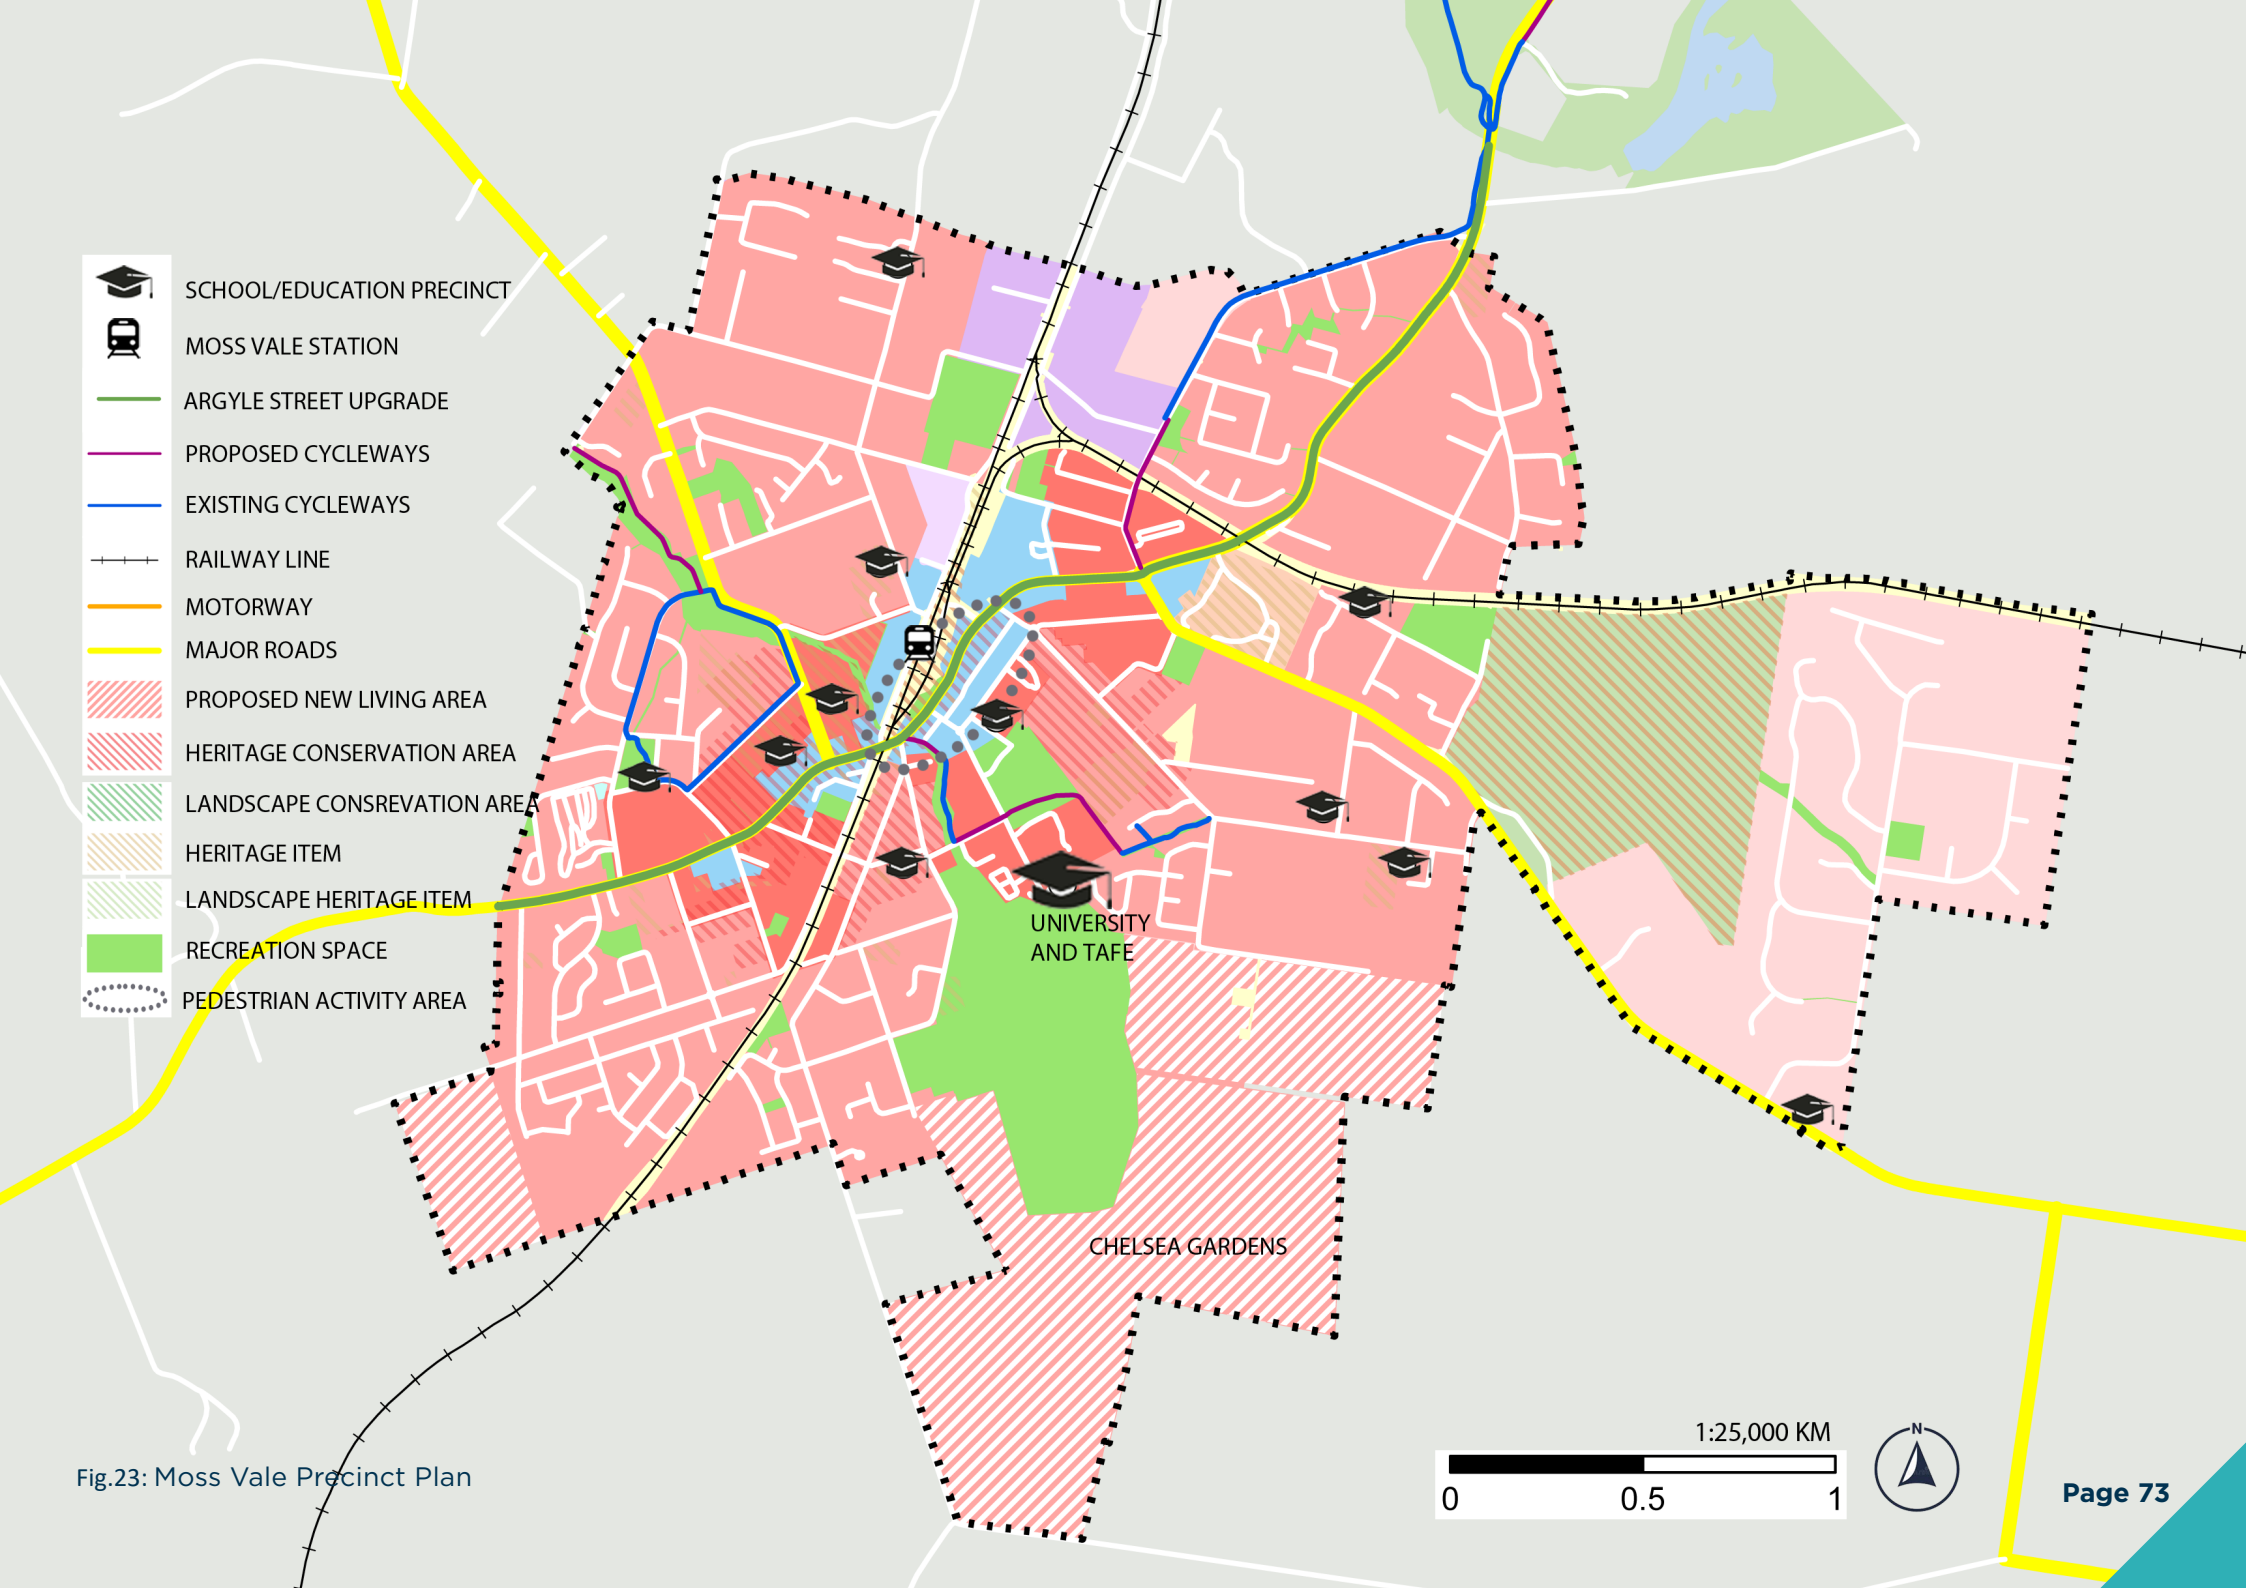 SCHOOL/EDUCATION PRECINCT
MOSS VALE STATION
ARGYLE STREET UPGRADE
PROPOSED CYCLEWAYS
EXISTING CYCLEWAYS
RAILWAY LINE
MOTORWAY
MAJOR ROADS
PROPOSED NEW LIVING AREA
HERITAGE CONSERVATION AREA
LANDSCAPE CONSREVATION AREA
HERITAGE ITEM
LANDSCAPE HERITAGE ITEM
RECREATION SPACE
PEDESTRIAN ACTIVITY AREA
UNIVERSITY
AND TAFE
CHELSEA GARDENS
1:25,000 KM
0 0.5 1
N
Fig.23: Moss Vale Precinct Plan
Page 73